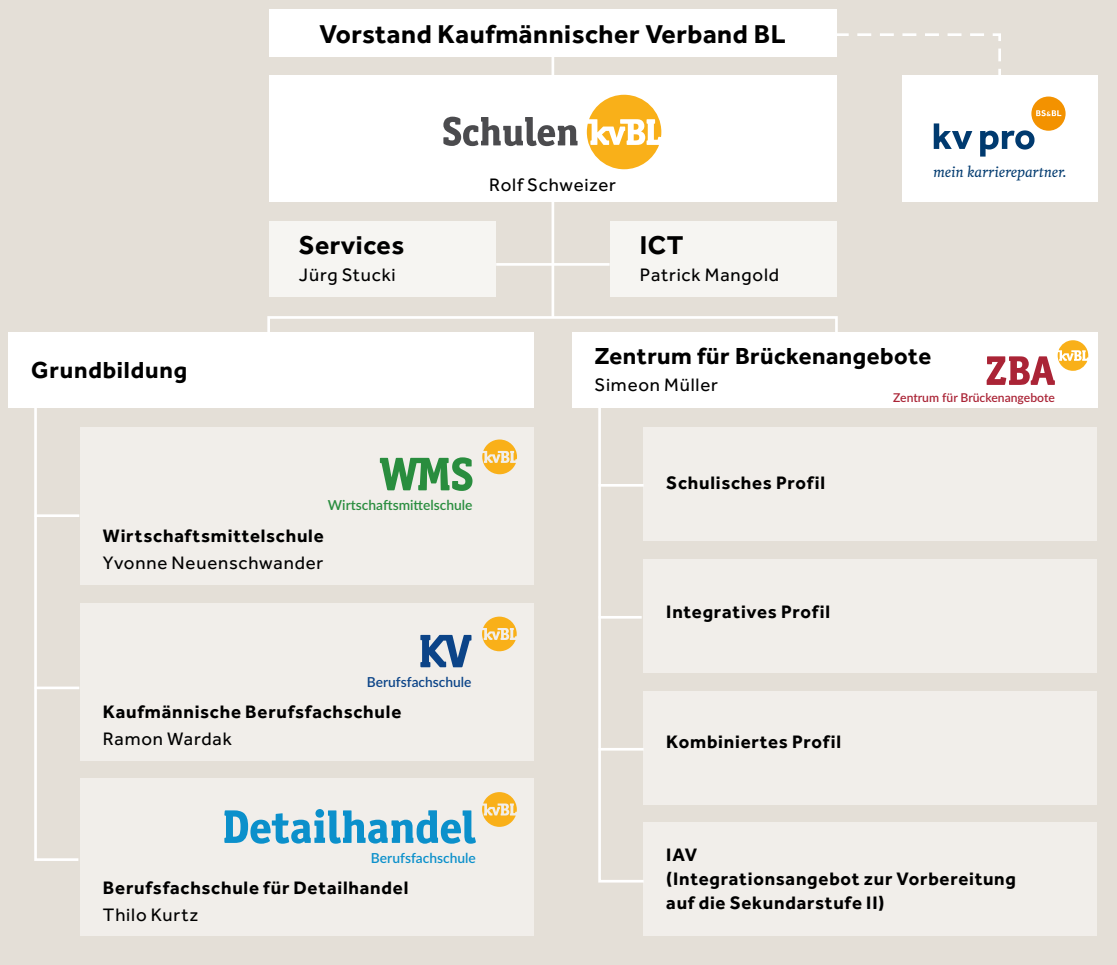 Vorstand Kaufmännischer Verband BL
Schulen kvBL
Rolf Schweizer
BS&BL
kv pro
mein karrierepartner.
Services
Jürg Stucki
ICT
Patrick Mangold
Grundbildung
Zentrum für Brückenangebote
Simeon Müller
kvBL
ZBA
Zentrum für Brückenangebote
kvBL
WMS
Wirtschaftsmittelschule
Wirtschaftsmittelschule
Yvonne Neuenschwander
kvBL
KV
Berufsfachschule
Kaufmännische Berufsfachschule
Ramon Wardak
kvBL
Detailhandel
Berufsfachschule
Berufsfachschule für Detailhandel
Thilo Kurtz
Schulisches Profil
Integratives Profil
Kombiniertes Profil
IAV
(Integrationsangebot zur Vorbereitung
auf die Sekundarstufe II)